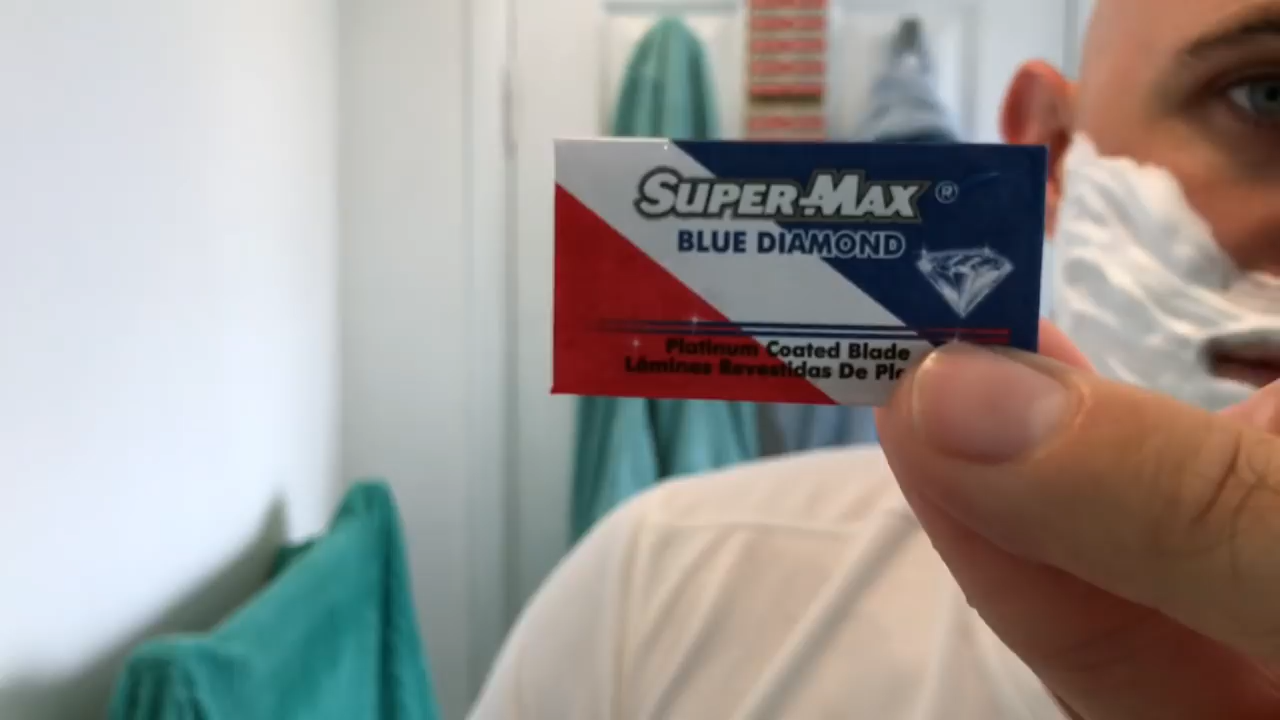 SUPER-MAX ®
BLUE DIAMOND
Platinum Coated Blade
Láminas Revestidas De